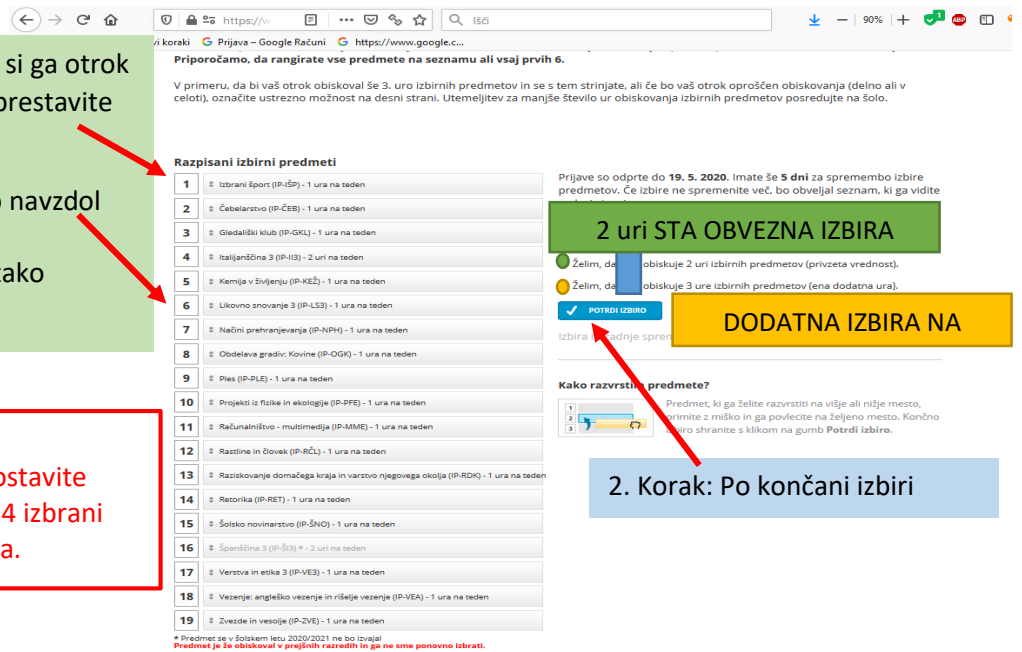 https://w
90%
Išči
vi koraki
Prijava – Google Računi
https://www.google.c...
si ga otrok
prestavite
navzdol
tako
ostavite
4 izbrani
a.
Priporočamo, da rangirate vse predmete na seznamu ali vsaj prvih 6.
V primeru, da bi vaš otrok obiskoval še 3. uro izbirnih predmetov in se s tem strinjate, ali če bo vaš otrok oproščen obiskovanja (delno ali v
celoti), označite ustrezno možnost na desni strani. Utemeljitev za manjše število ur obiskovanja izbirnih predmetov posredujte na šolo.
Razpisani izbirni predmeti
1 Izbrani šport (IP-IŠP) - 1 ura na teden
2 Čebelarstvo (IP-ČEB) - 1 ura na teden
3 Gledališki klub (IP-GKL) - 1 ura na teden
4 Italijanščina 3 (IP-II3) - 2 uri na teden
5 Kemija v življenju (IP-KEŽ) - 1 ura na teden
6 Likovno snovanje 3 (IP-LS3) - 1 ura na teden
7 Načini prehranjevanja (IP-NPH) - 1 ura na teden
8 Obdelava gradiv: Kovine (IP-OGK) - 1 ura na teden
9 Ples (IP-PLE) - 1 ura na teden
10 Projekti iz fizike in ekologije (IP-PFE) - 1 ura na teden
11 Računalništvo - multimedija (IP-MME) - 1 ura na teden
12 Rastline in človek (IP-RČL) - 1 ura na teden
13 Raziskovanje domačega kraja in varstvo njegovega okolja (IP-RDK) - 1 ura na teden
14 Retorika (IP-RET) - 1 ura na teden
15 Šolsko novinarstvo (IP-ŠNO) - 1 ura na teden
16 Španščina 3 (IP-ŠI3) * - 2 uri na teden
17 Verstva in etika 3 (IP-VE3) - 1 ura na teden
18 Vezenje: angleško vezenje in rišelje vezenje (IP-VEA) - 1 ura na teden
19 Zvezde in vesolje (IP-ZVE) - 1 ura na teden
* Predmet se v šolskem letu 2020/2021 ne bo izvajal
Predmet je že obiskoval v prejšnih razredih in ga ne sme ponovno izbrati.
Prijave so odprte do 19. 5. 2020. Imate še 5 dni za spremembo izbire
predmetov. Če izbire ne spremenite več, bo obveljal seznam, ki ga vidite
2 uri STA OBVEZNA IZBIRA
Želim, da obiskuje 2 uri izbirnih predmetov (privzeta vrednost).
Želim, da obiskuje 3 ure izbirnih predmetov (ena dodatna ura).
POTRDI IZBIRO
DODATNA IZBIRA NA
Kako razvrstiti predmete?
1
2
3
Predmet, ki ga želite razvrstiti na višje ali nižje mesto,
primite z miško in ga povlecite na željeno mesto. Končno
izbiro shranite s klikom na gumb Potrdi izbiro.
2. Korak: Po končani izbiri